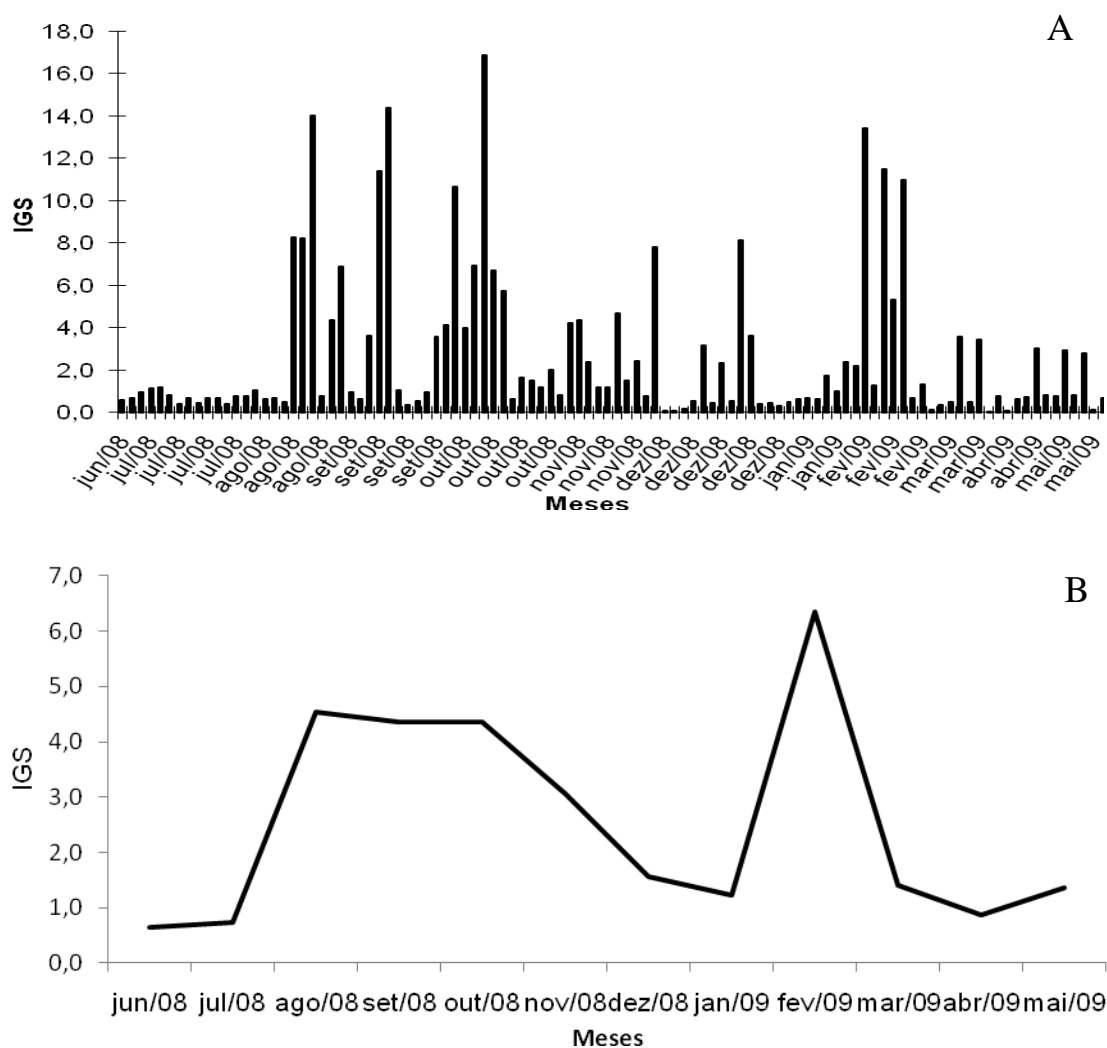 A
18,0
16,0
14,0
12,0
10,0
8,0
6,0
4,0
2,0
0,0
IGS
jun/08
jul/08
jul/08
jul/08
jul/08
ago/08
ago/08
ago/08
set/08
set/08
set/08
set/08
out/08
out/08
out/08
nov/08
nov/08
nov/08
dez/08
dez/08
dez/08
dez/08
jan/09
jan/09
fev/09
fev/09
fev/09
mar/09
mar/09
abr/09
abr/09
mai/09
mai/09
Meses
B
7,0
6,0
5,0
4,0
3,0
2,0
1,0
0,0
IGS
jun/08 jul/08 ago/08 set/08 out/08 nov/08 dez/08 jan/09 fev/09 mar/09 abr/09 mai/09
Meses